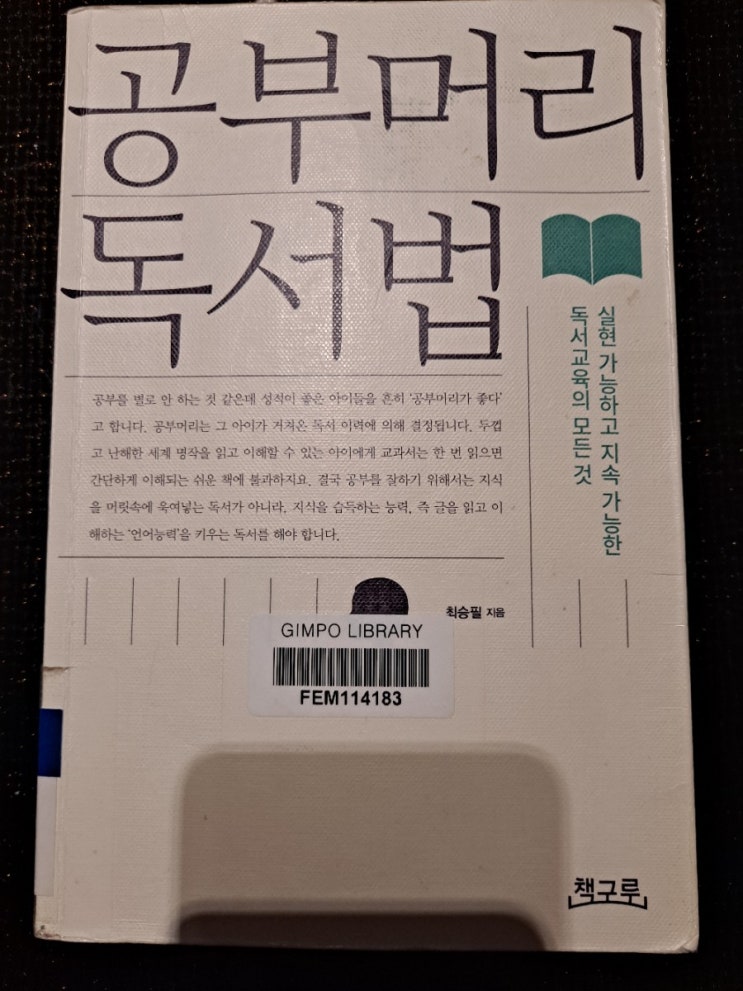 공부머리
독서법
실현 가능하고 지속 가능한
독서교육의 모든 것
공부를 별로 안 하는 것 같은데 성적이 좋은 아이들을 흔히 '공부머리가 좋다'
고 합니다. 공부머리는 그 아이가 거쳐온 독서 이력에 의해 결정됩니다. 두껍
고 난해한 세계 명작을 읽고 이해할 수 있는 아이에게 교과서는 한 번 읽으면
간단하게 이해되는 쉬운 책에 불과하지요. 결국 공부를 잘하기 위해서는 지식
을 머릿속에 욱여넣는 독서가 아니라, 지식을 습득하는 능력, 즉 글을 읽고 이
해하는 '언어능력'을 키우는 독서를 해야 합니다.
최승필 지음
GIMPO LIBRARY
FEM114183
책구루